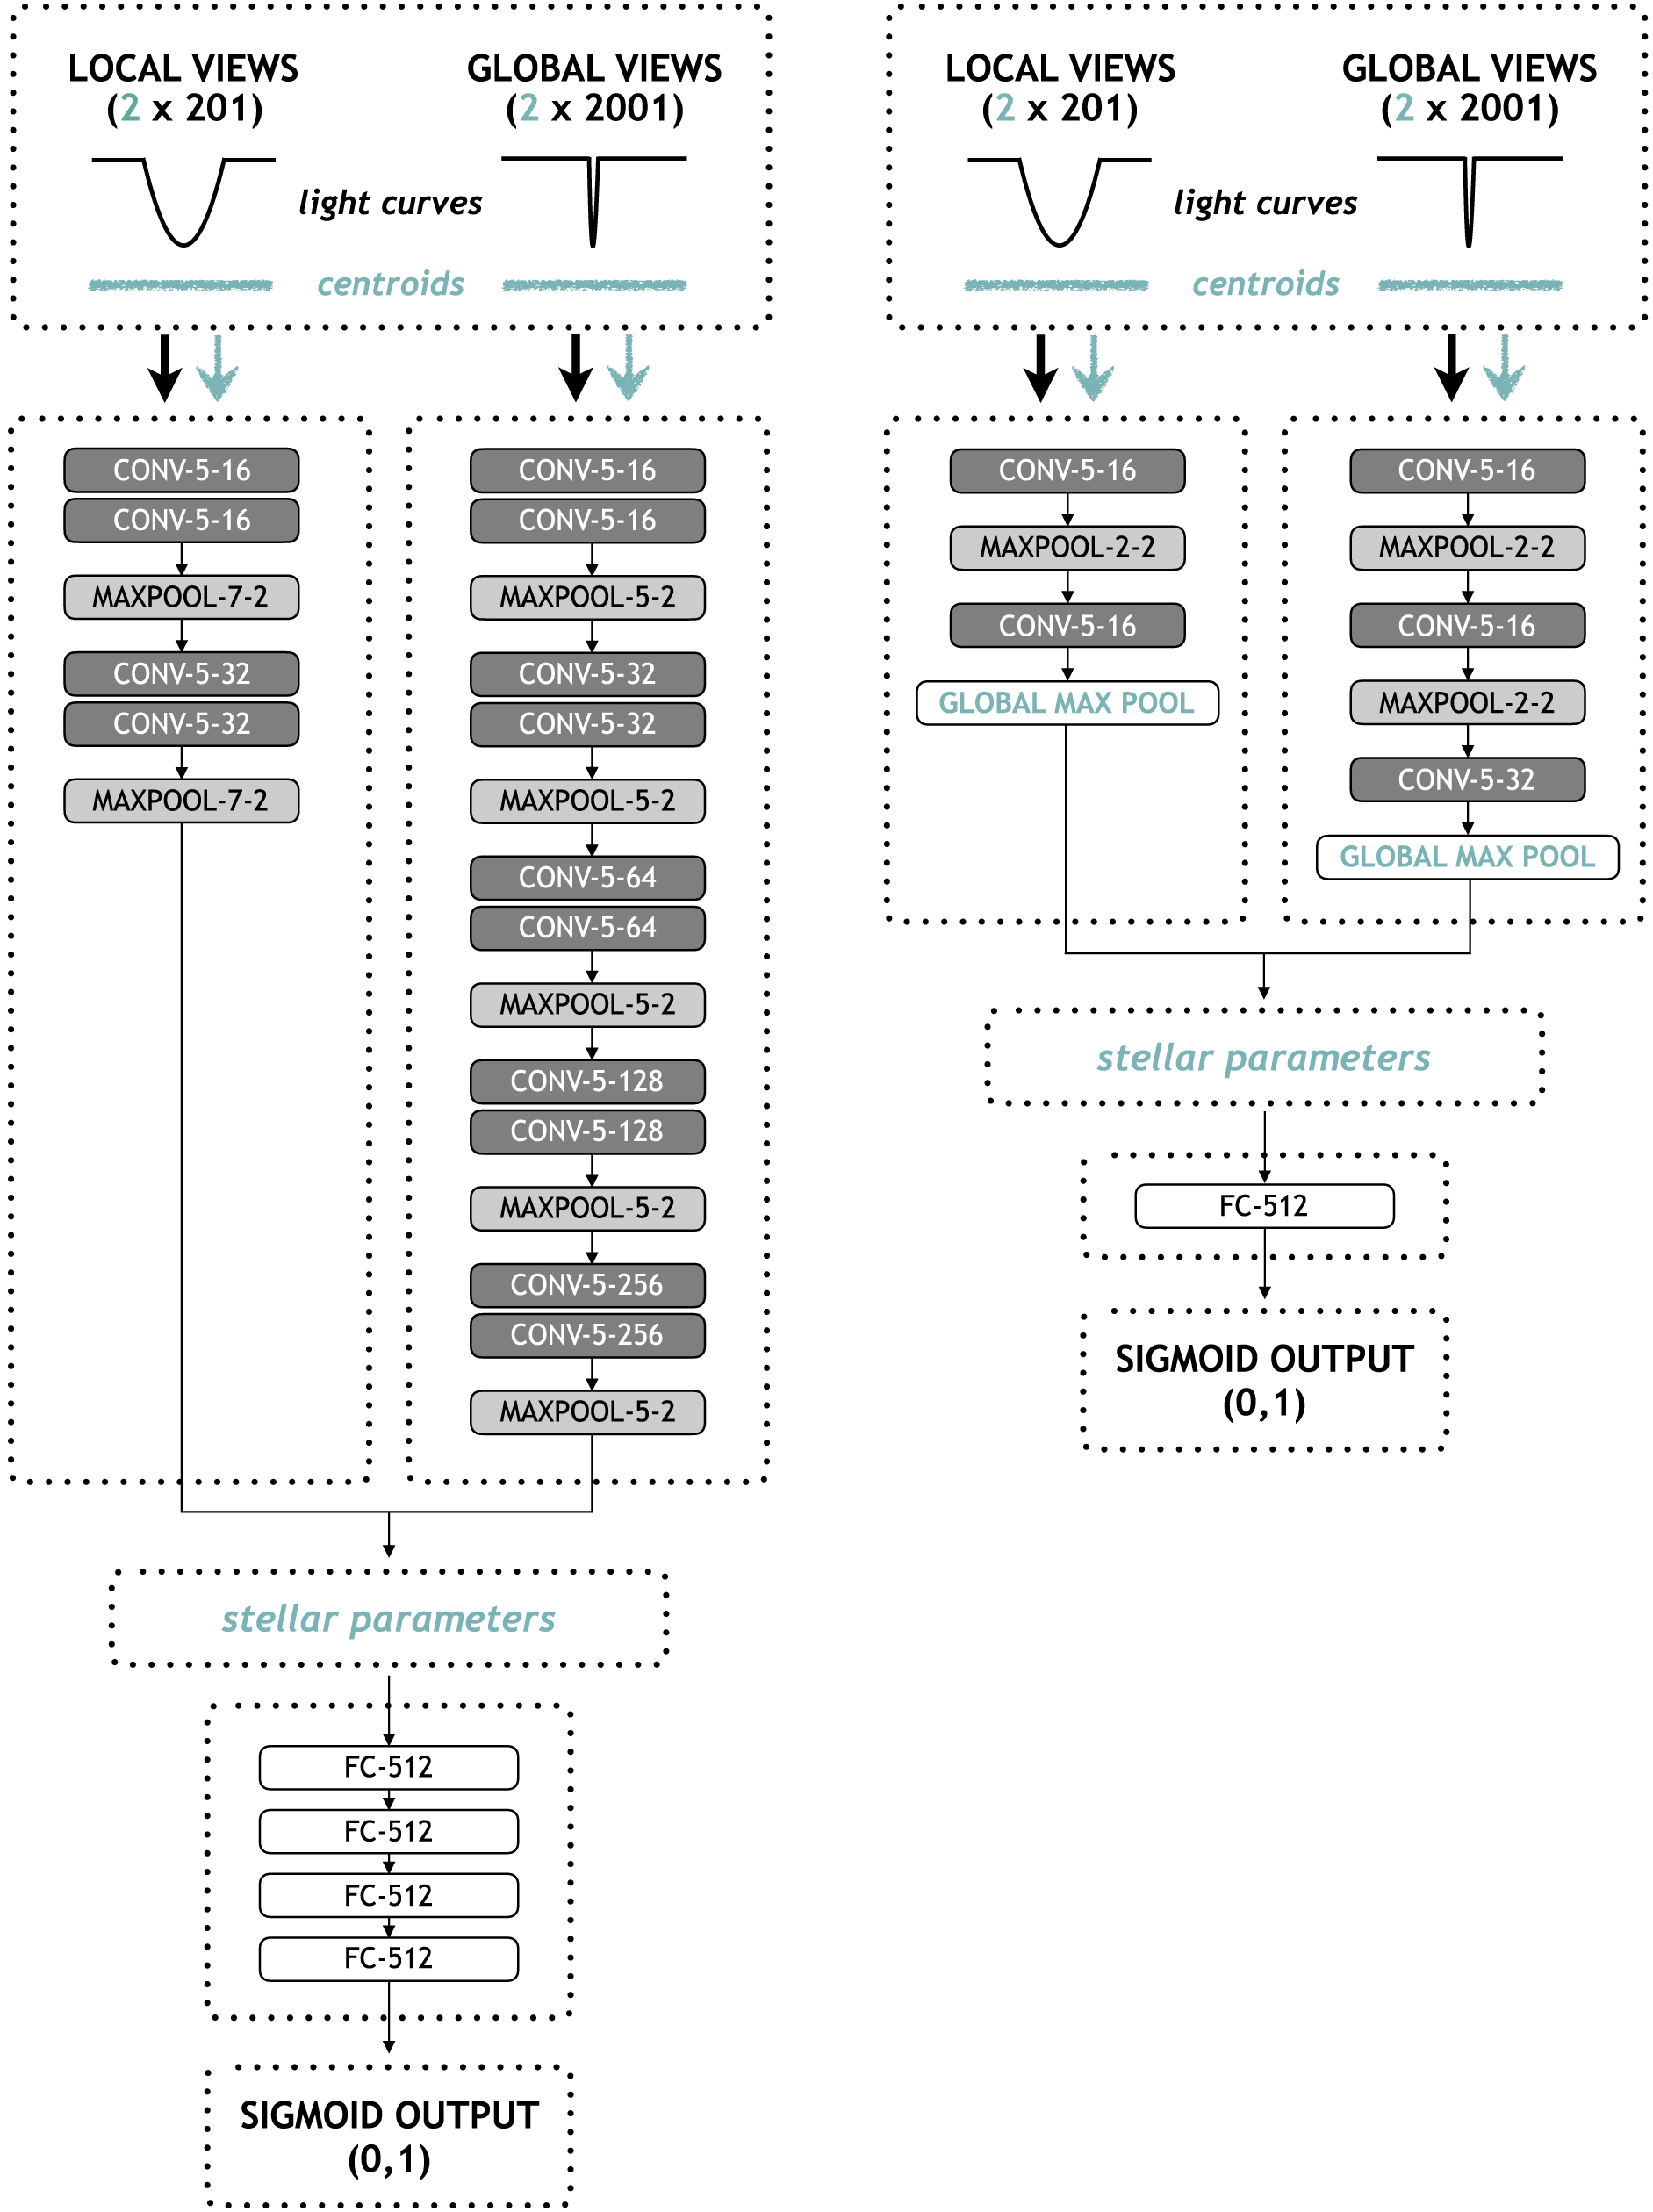 LOCAL VIEWS
(2 x 201)
GLOBAL VIEWS
(2 x 2001)
light curves
centroids
CONV-5-16
CONV-5-16
MAXPOOL-7-2
CONV-5-32
CONV-5-32
MAXPOOL-7-2
CONV-5-16
CONV-5-16
MAXPOOL-5-2
CONV-5-32
CONV-5-32
MAXPOOL-5-2
CONV-5-64
CONV-5-64
MAXPOOL-5-2
CONV-5-128
CONV-5-128
MAXPOOL-5-2
CONV-5-256
CONV-5-256
MAXPOOL-5-2
stellar parameters
FC-512
FC-512
FC-512
FC-512
SIGMOID OUTPUT
(0,1)
LOCAL VIEWS
(2 x 201)
GLOBAL VIEWS
(2 x 2001)
light curves
centroids
CONV-5-16
MAXPOOL-2-2
CONV-5-16
GLOBAL MAX POOL
CONV-5-16
MAXPOOL-2-2
CONV-5-16
MAXPOOL-2-2
CONV-5-32
GLOBAL MAX POOL
stellar parameters
FC-512
SIGMOID OUTPUT
(0,1)